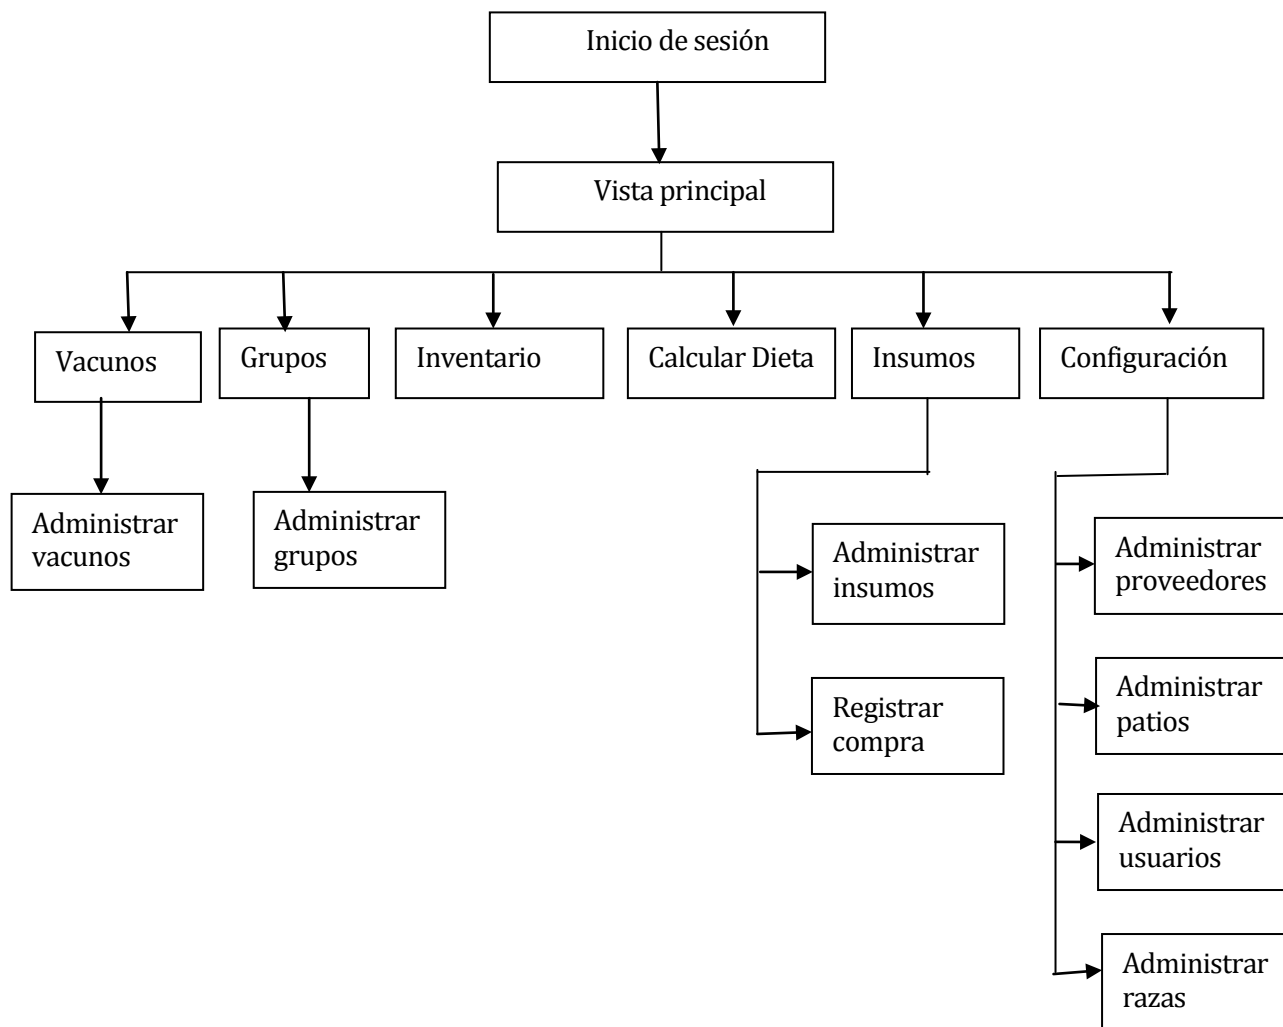 Inicio de sesión
Vista principal
Vacunos
Grupos
Inventario
Calcular Dieta
Insumos
Configuración
Administrar
vacunos
Administrar
grupos
Administrar
insumos
Registrar
compra
Administrar
proveedores
Administrar
patios
Administrar
usuarios
Administrar
razas